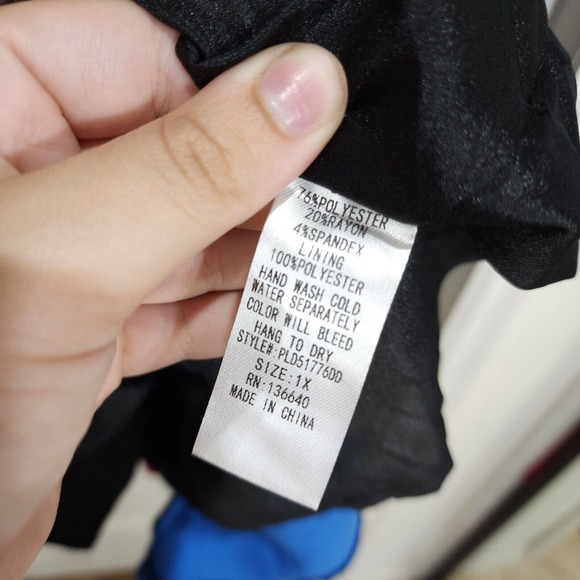 76%POLYESTER
20%RAYON
4%SPANDEX
LINING
100%POLYESTER
HAND WASH COLD
WATER SEPARATELY
COLOR WILL BLEED
HANG TO DRY
STYLE#:PLD51776DD
SIZE:1X
RN:136640
MADE IN CHINA